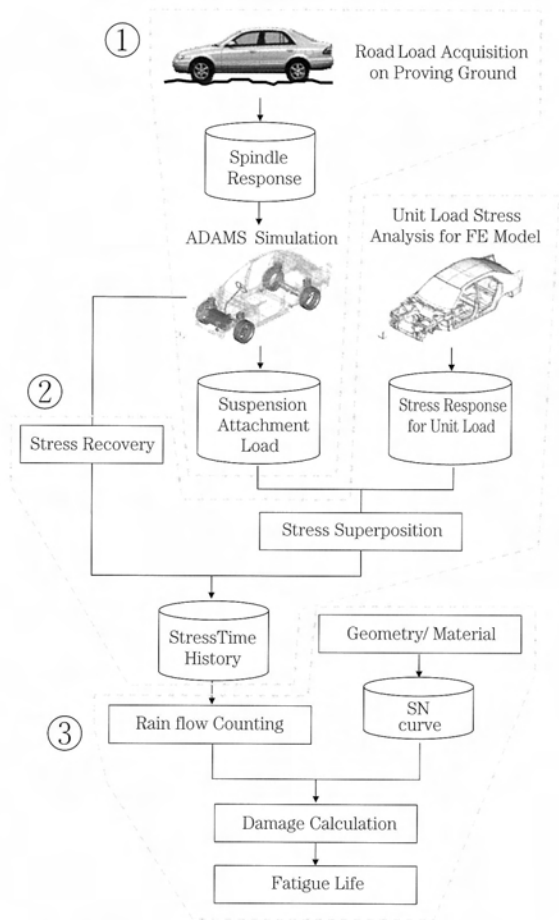 ①
Road Load Acquisition
on Proving Ground
Spindle
Response
ADAMS Simulation
Unit Load Stress
Analysis for FE Model
②
Suspension
Attachment
Load
Stress Response
for Unit Load
Stress Recovery
Stress Superposition
StressTime
History
Geometry/ Material
③
Rain flow Counting
SN
curve
Damage Calculation
Fatigue Life